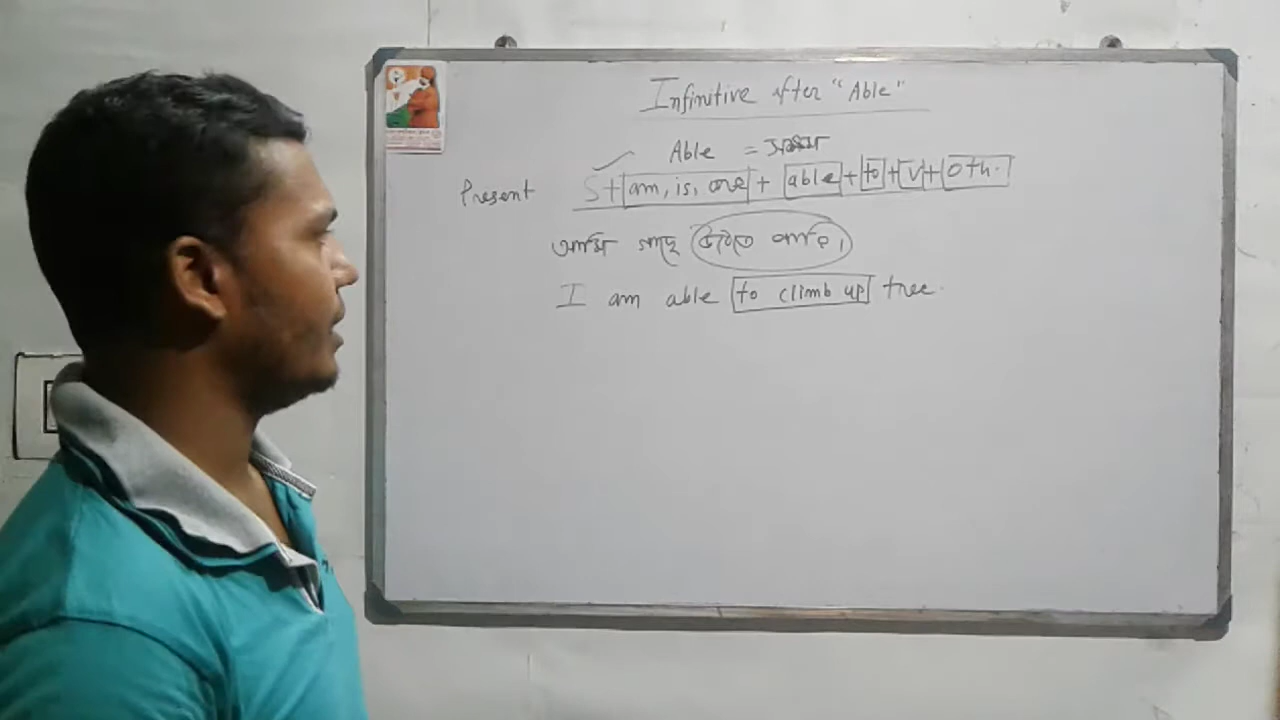 Infinitive after "Able"
Able = সক্ষম
Present S + am, is, are + able + to + V + Oth.
আমি গাছে উঠতে পারি।
I am able to climb up tree.